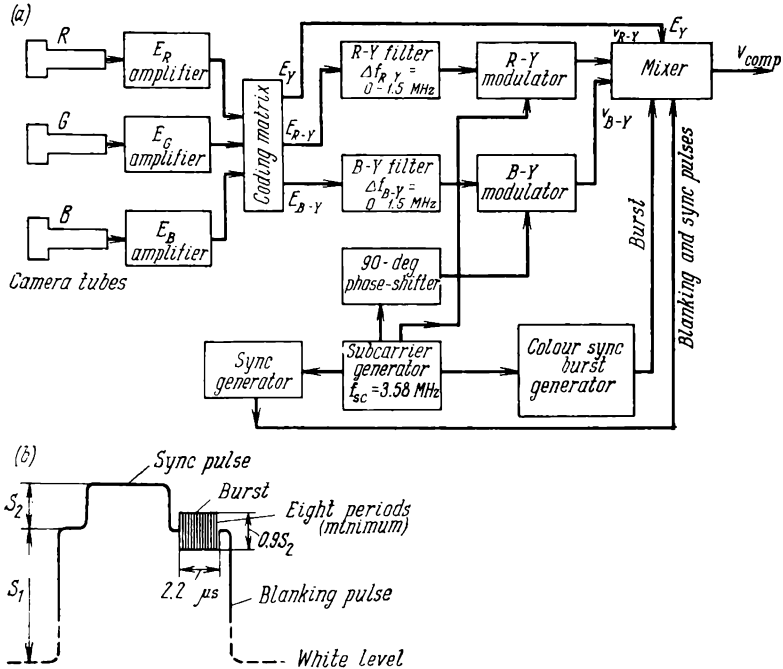 (a)
R
E_R
amplifier
G
E_G
amplifier
B
E_B
amplifier
Camera tubes
Coding matrix
E_Y
E_R-Y
E_B-Y
R-Y filter
Δf_R-Y =
0-1.5 MHz
B-Y filter
Δf_B-Y =
0 1.5 MHz
R-Y
modulator
B-Y
modulator
v_R-Y
E_Y
Mixer
v_comp
v_B-Y
Burst
Blanking and sync pulses
90-deg
phase-shifter
Sync
generator
Subcarrier
generator
f_sc=3.58 MHz
Colour sync
burst
generator
(b)
Sync pulse
Burst
Eight periods
(minimum)
S_2
0.9S_2
S_1
2.2 μs
Blanking pulse
White level